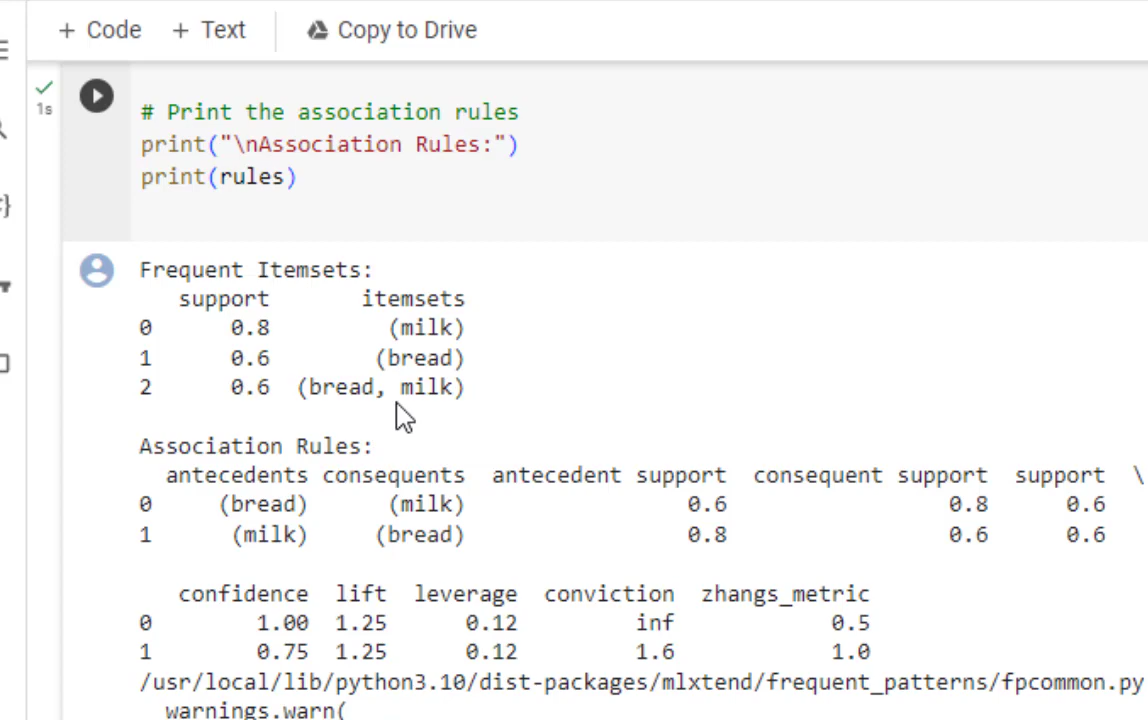 + Code + Text Copy to Drive
1s
# Print the association rules
print("\nAssociation Rules:")
print(rules)
Frequent Itemsets:
support itemsets
0 0.8 (milk)
1 0.6 (bread)
2 0.6 (bread, milk)
Association Rules:
antecedents consequents antecedent support consequent support support \
0 (bread) (milk) 0.6 0.8 0.6
1 (milk) (bread) 0.8 0.6 0.6
confidence lift leverage conviction zhangs_metric
0 1.00 1.25 0.12 inf 0.5
1 0.75 1.25 0.12 1.6 1.0
/usr/local/lib/python3.10/dist-packages/mlxtend/frequent_patterns/fpcommon.py
warnings.warn(